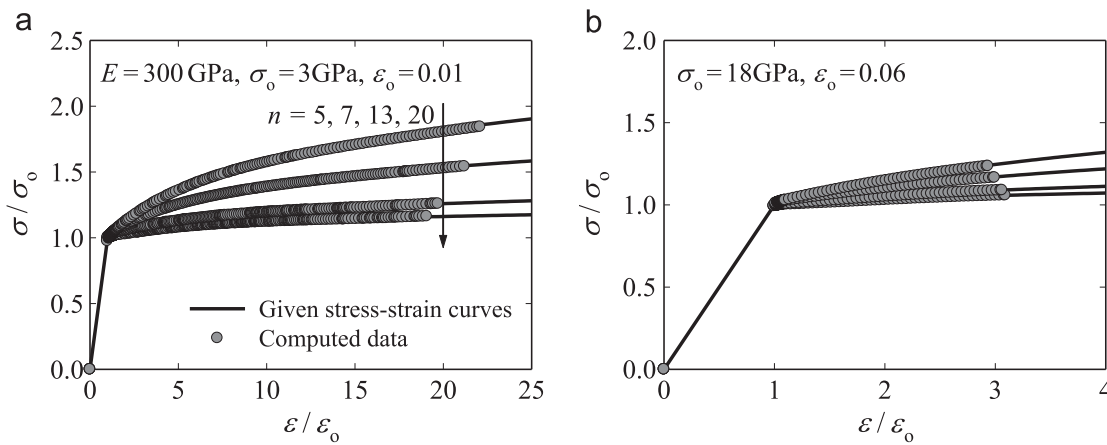 a
2.5
2.0
1.5
1.0
0.5
0.0
σ / σo
E = 300 GPa, σo = 3GPa, εo = 0.01
n = 5, 7, 13, 20
Given stress-strain curves
Computed data
0 5 10 15 20 25
ε / εo
b
2.0
1.5
1.0
0.5
0.0
σ / σo
σo = 18GPa, εo = 0.06
0 1 2 3 4
ε / εo